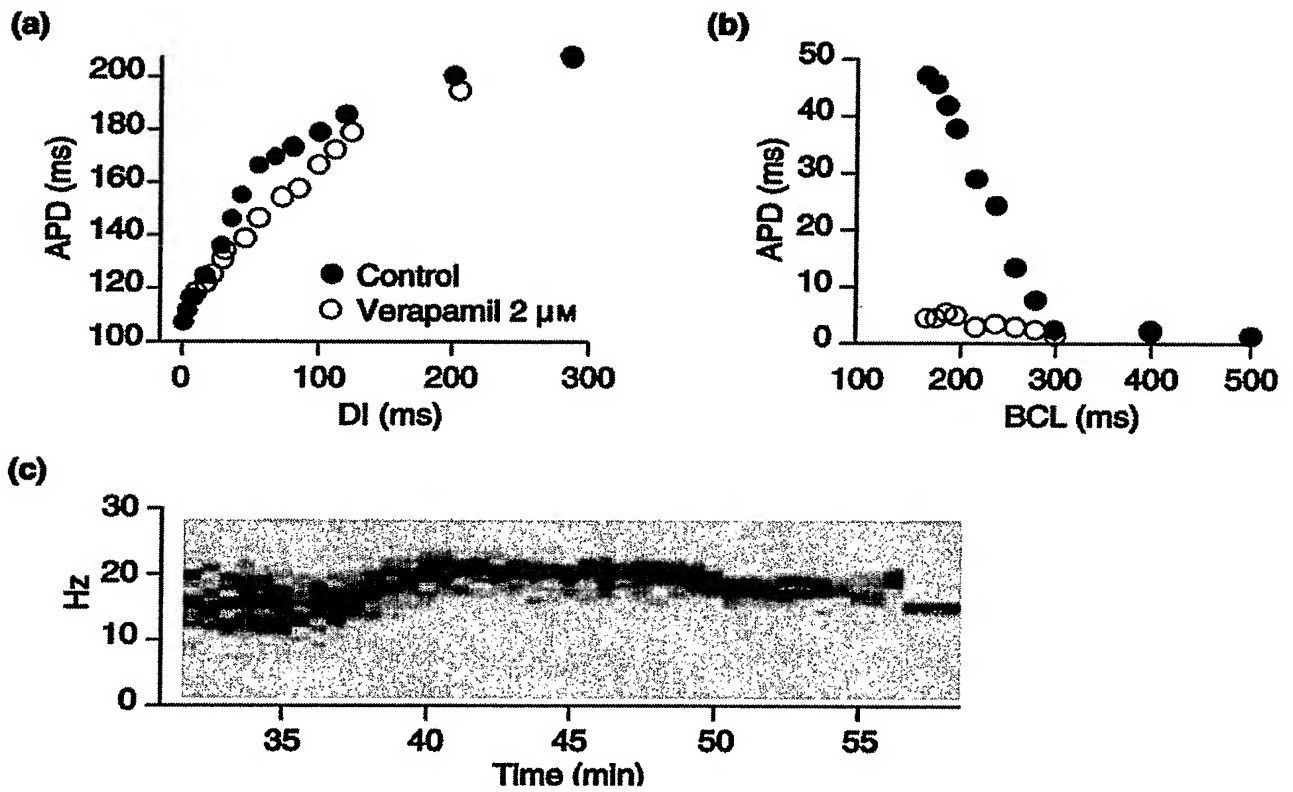 (a)
200
180
160
140
120
100
APD (ms)
Control
Verapamil 2 μM
0 100 200 300
DI (ms)
(b)
50
40
30
20
10
0
APD (ms)
100 200 300 400 500
BCL (ms)
(c)
30
20
10
0
Hz
35 40 45 50 55
Time (min)